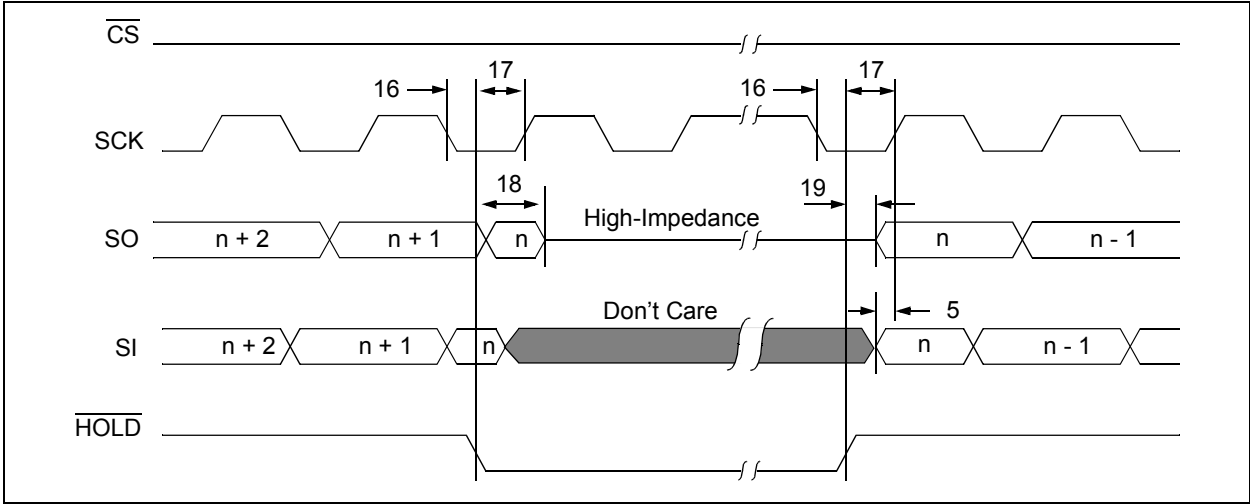 CS
16 17 16 17
SCK
18 19
SO n + 2 n + 1 n High-Impedance n n - 1
Don't Care 5
SI n + 2 n + 1 n n n - 1
HOLD